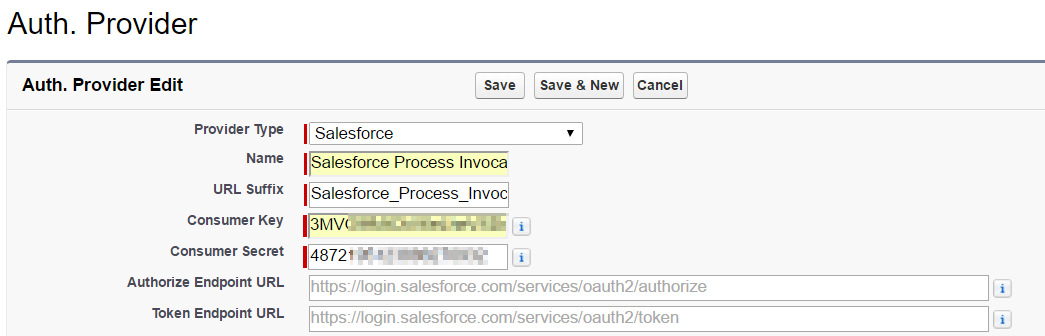 Auth. Provider
Auth. Provider Edit Save Save & New Cancel
Provider Type Salesforce
Name Salesforce Process Invoca
URL Suffix Salesforce_Process_Invoc
Consumer Key 3MV
Consumer Secret 4872
Authorize Endpoint URL https://login.salesforce.com/services/oauth2/authorize
Token Endpoint URL https://login.salesforce.com/services/oauth2/token